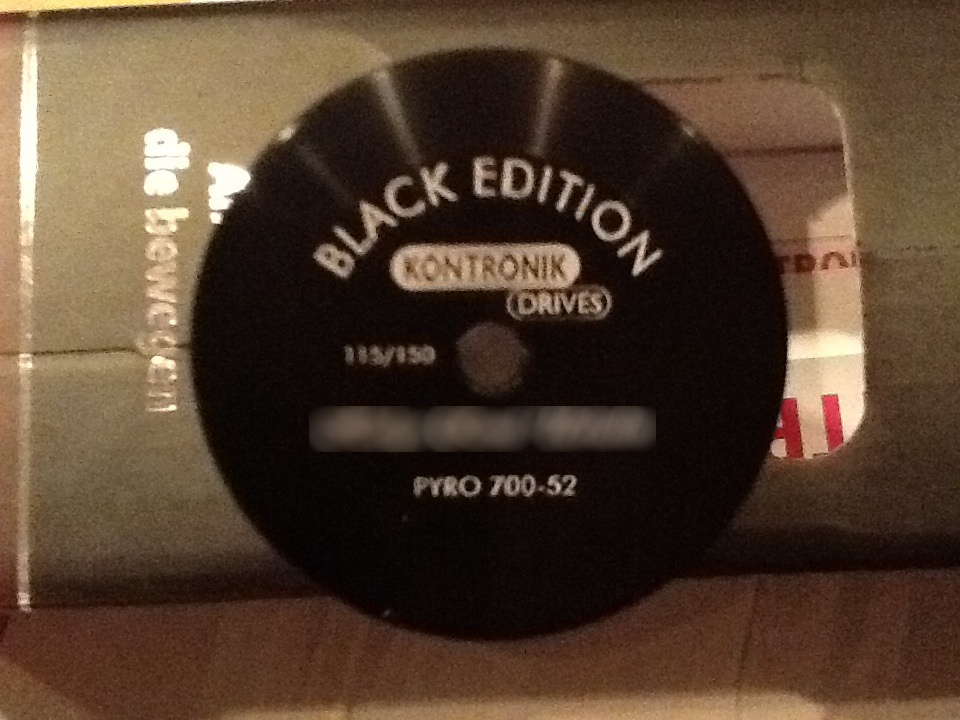 BLACK EDITION
KONTRONIK
DRIVES
115/150
PYRO 700-52
die bewegen